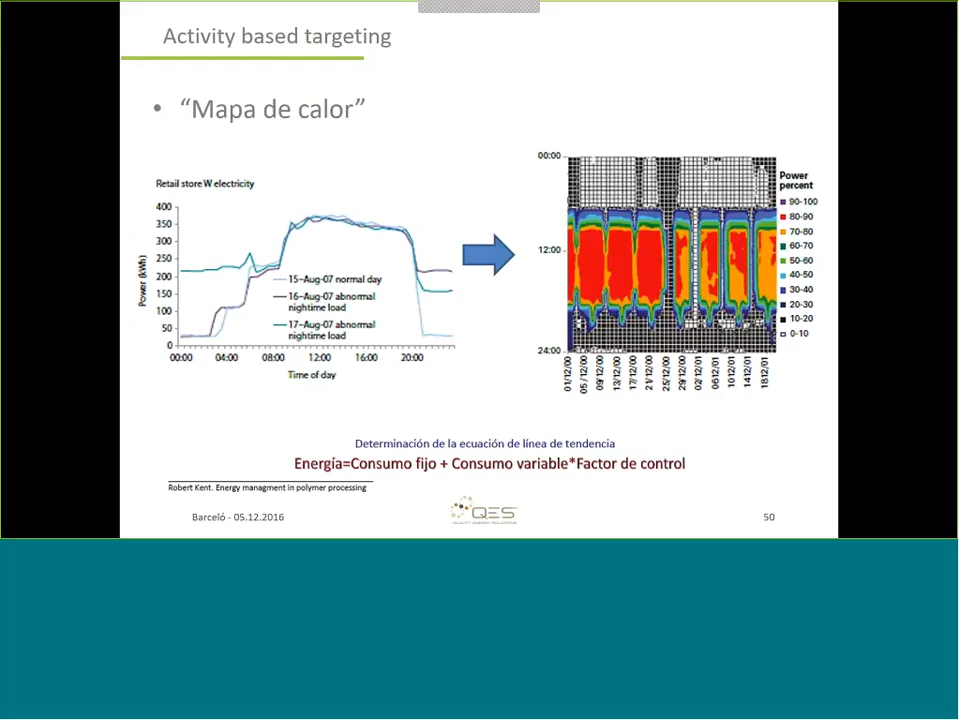 Activity based targeting
• “Mapa de calor”
Retail store W electricity
Power (kWh)
400
350
300
250
200
150
100
50
0
15–Aug-07 normal day
16–Aug-07 abnormal
nighttime load
17–Aug-07 abnormal
nighttime load
00:00 04:00 08:00 12:00 16:00 20:00
Time of day
00:00
12:00
24:00
01/12/00 05/12/00 09/12/00 13/12/00 17/12/00 21/12/00 25/12/00 29/12/00 02/12/01 06/12/01 10/12/01 14/12/01 18/12/01
Power
percent
90-100
80-90
70-80
60-70
50-60
40-50
30-40
20-30
10-20
0-10
Determinación de la ecuación de línea de tendencia
Energía=Consumo fijo + Consumo variable*Factor de control
Robert Kent. Energy managment in polymer processing
Barceló - 05.12.2016
QES
QUALITY ENERGY SOLUTIONS
50